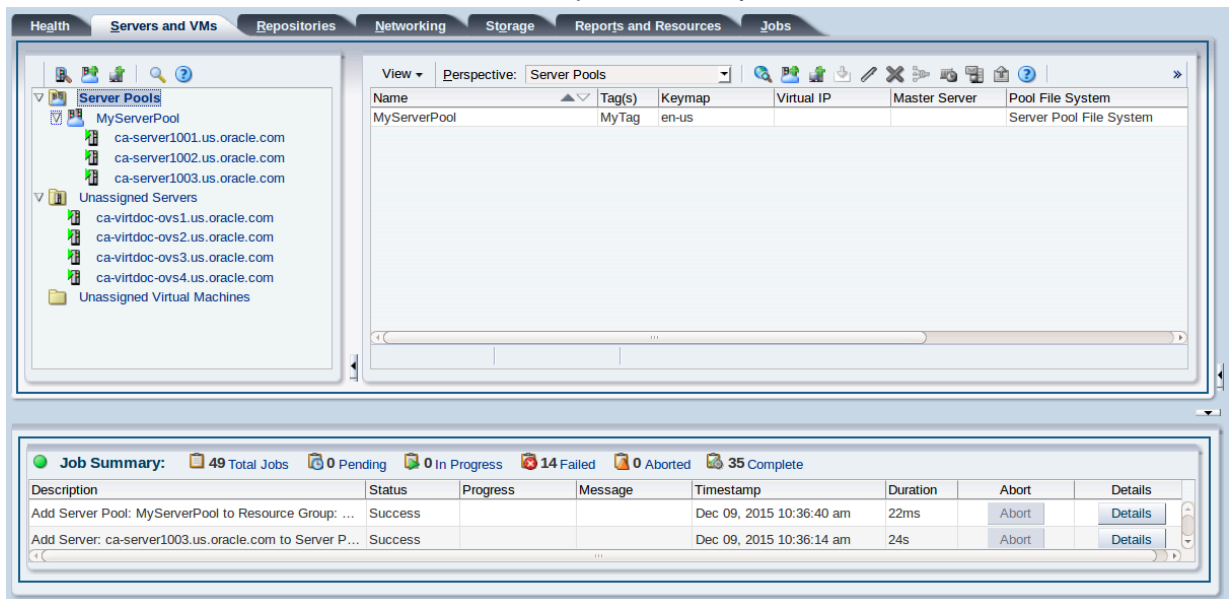 Health Servers and VMs Repositories Networking Storage Reports and Resources Jobs
View Perspective: Server Pools »
Name Tag(s) Keymap Virtual IP Master Server Pool File System
MyServerPool MyTag en-us Server Pool File System
Server Pools
MyServerPool
ca-server1001.us.oracle.com
ca-server1002.us.oracle.com
ca-server1003.us.oracle.com
Unassigned Servers
ca-virtdoc-ovs1.us.oracle.com
ca-virtdoc-ovs2.us.oracle.com
ca-virtdoc-ovs3.us.oracle.com
ca-virtdoc-ovs4.us.oracle.com
Unassigned Virtual Machines
Job Summary: 49 Total Jobs 0 Pending 0 In Progress 14 Failed 0 Aborted 35 Complete
Description Status Progress Message Timestamp Duration Abort Details
Add Server Pool: MyServerPool to Resource Group: ... Success Dec 09, 2015 10:36:40 am 22ms Abort Details
Add Server: ca-server1003.us.oracle.com to Server P... Success Dec 09, 2015 10:36:14 am 24s Abort Details